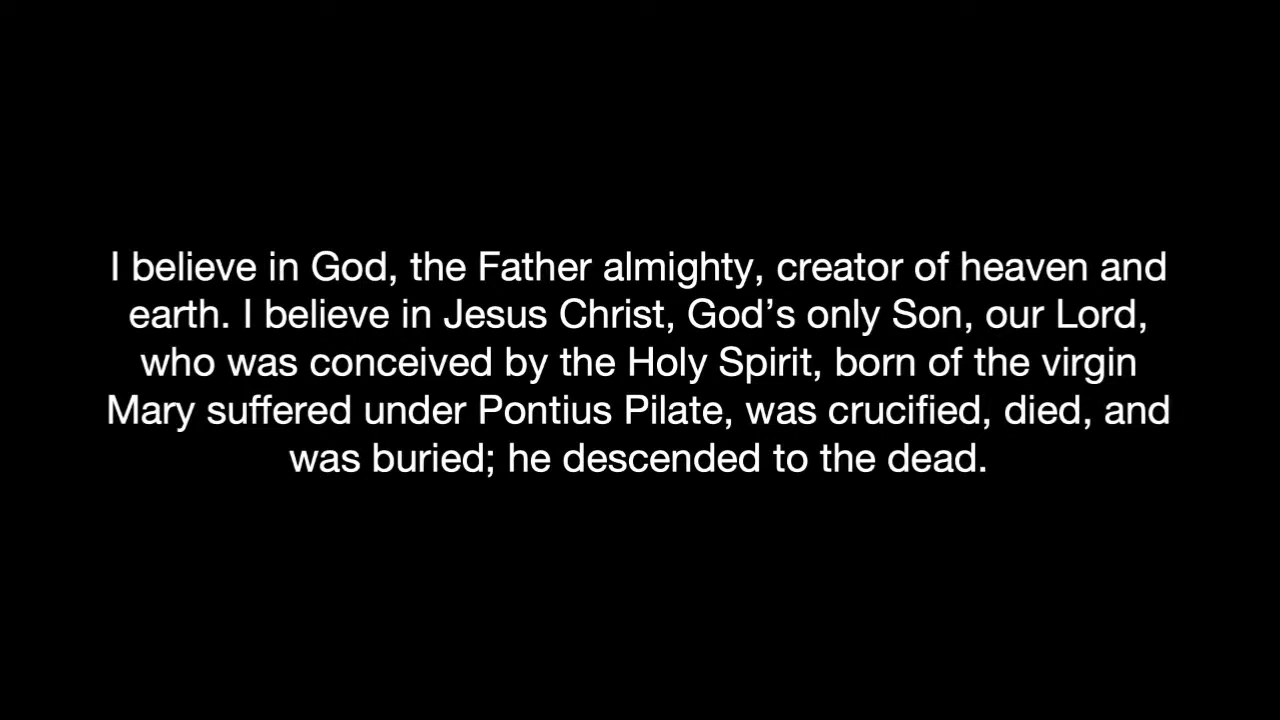 I believe in God, the Father almighty, creator of heaven and
earth. I believe in Jesus Christ, God’s only Son, our Lord,
who was conceived by the Holy Spirit, born of the virgin
Mary suffered under Pontius Pilate, was crucified, died, and
was buried; he descended to the dead.